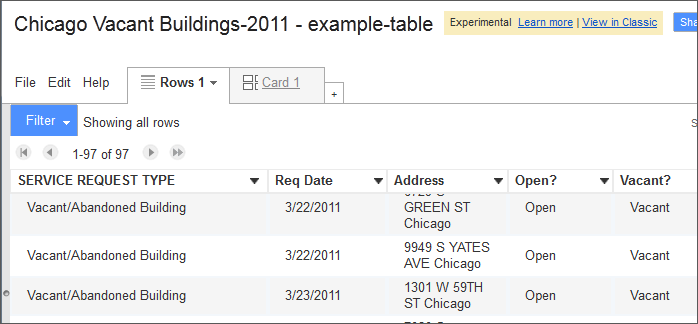 Chicago Vacant Buildings-2011 - example-table
Experimental Learn more | View in Classic
Sha
File Edit Help
Rows 1
Card 1
+
Filter
Showing all rows
1-97 of 97
SERVICE REQUEST TYPE Req Date Address Open? Vacant?
Vacant/Abandoned Building 3/22/2011 GREEN ST Open Vacant
Chicago
Vacant/Abandoned Building 3/22/2011 9949 S YATES Open Vacant
AVE Chicago
Vacant/Abandoned Building 3/23/2011 1301 W 59TH Open Vacant
ST Chicago